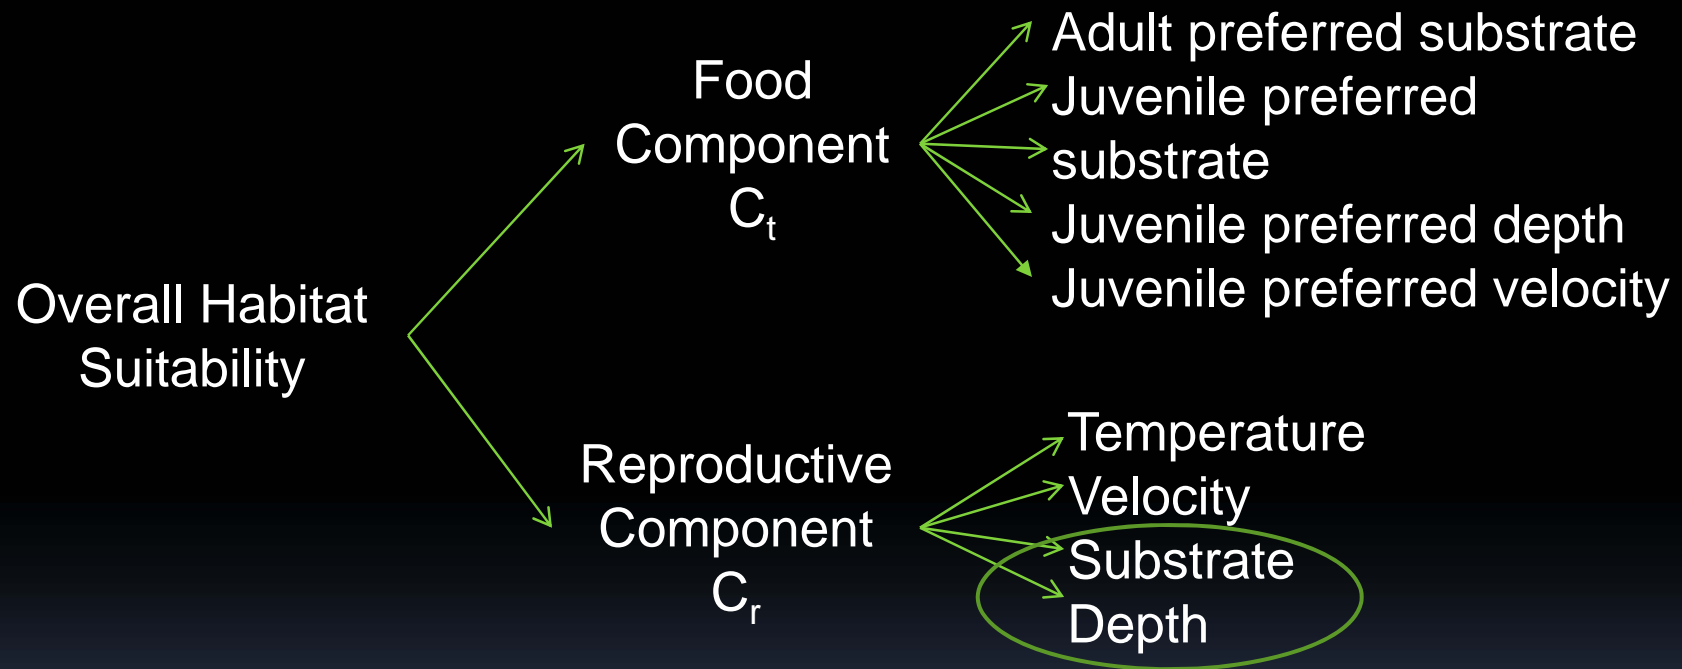 Overall Habitat
Suitability
Food
Component
Cₜ
Adult preferred substrate
Juvenile preferred
substrate
Juvenile preferred depth
Juvenile preferred velocity
Reproductive
Component
Cᵣ
Temperature
Velocity
Substrate
Depth